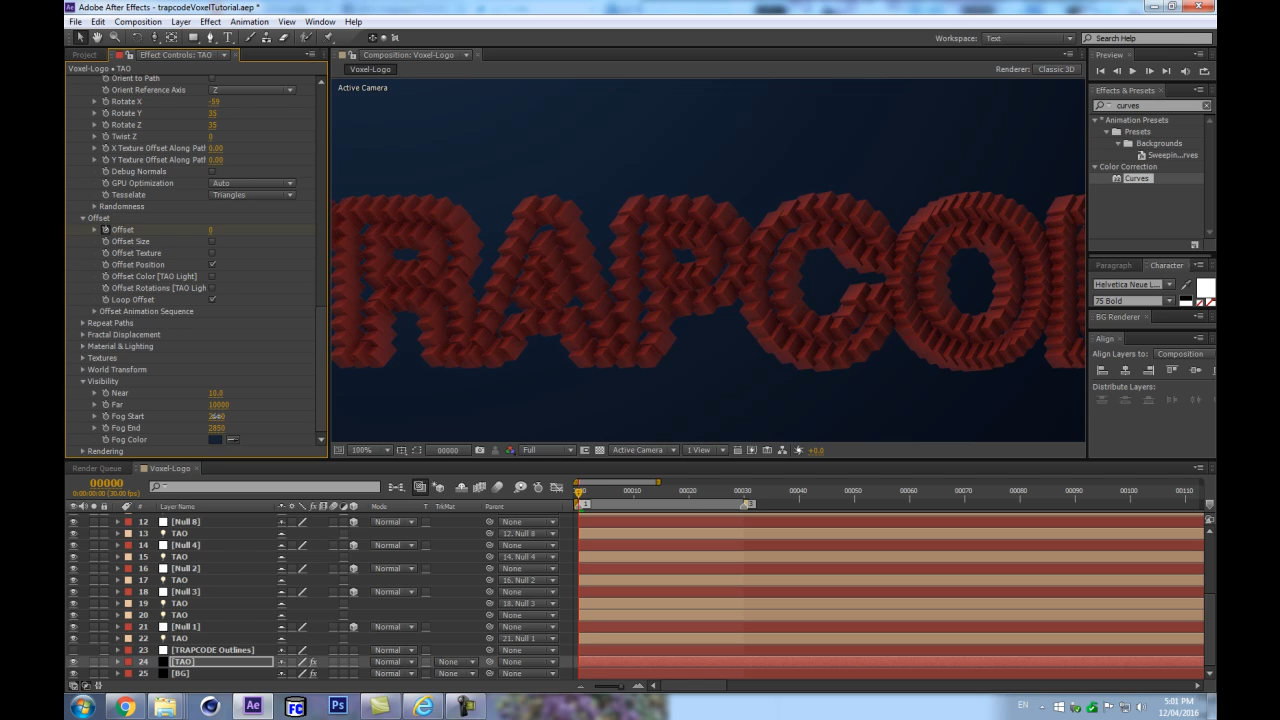 Adobe After Effects - trapcodeVoxelTutorial.aep *
File Edit Composition Layer Effect Animation View Window Help
Workspace: Text
Search Help
Project
Effect Controls: TAO
Voxel-Logo • TAO
Orient to Path
Orient Reference Axis Z
Rotate X -59
Rotate Y 35
Rotate Z 35
Twist Z 0
X Texture Offset Along Path 0.00
Y Texture Offset Along Path 0.00
Debug Normals
GPU Optimization Auto
Tesselate Triangles
Randomness
Offset
Offset 0
Offset Size
Offset Texture
Offset Position
Offset Color [TAO Light]
Offset Rotations [TAO Ligh
Loop Offset
Offset Animation Sequence
Repeat Paths
Fractal Displacement
Material & Lighting
Textures
World Transform
Visibility
Near 10.0
Far 10000
Fog Start
Fog End 2850
Fog Color
Rendering
Composition: Voxel-Logo
Voxel-Logo
Renderer: Classic 3D
Active Camera
RAPCO
100% 00000 Full Active Camera 1 View +0.0
Preview
Effects & Presets
curves
* Animation Presets
Presets
Backgrounds
Sweepin...rves
Color Correction
Curves
Paragraph Character
Helvetica Neue L...
75 Bold
BG Renderer
Align
Align Layers to: Composition
Distribute Layers:
Render Queue
Voxel-Logo
00000
0:00:00:00 (30.00 fps)
# Layer Name Mode T TrkMat Parent
00010 00020 00030 00040 00050 00060 00070 00080 00090 00100 00110
1 3
12 [Null 8] Normal None
13 TAO 12. Null 8
14 [Null 4] Normal None
15 TAO 14. Null 4
16 [Null 2] Normal None
17 TAO 16. Null 2
18 [Null 3] Normal None
19 TAO 18. Null 3
20 TAO None
21 [Null 1] Normal None
22 TAO 21. Null 1
23 [TRAPCODE Outlines] Normal None
24 [TAO] Normal None None
25 [BG] Normal None None
Ae
FC
Ps
EN
5:01 PM
12/04/2016